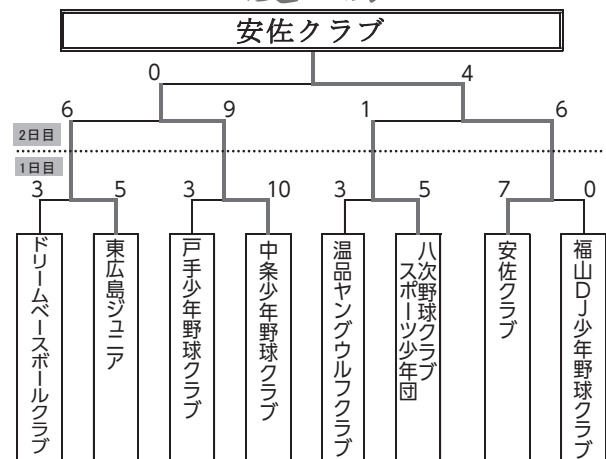 安佐クラブ
0 4
6 9 1 6
2日目
1日目
3 5 3 10 3 5 7 0
ドリームベースボールクラブ
東広島ジュニア
戸手少年野球クラブ
中条少年野球クラブ
温品ヤングウルフクラブ
八次野球クラブ
スポーツ少年団
安佐クラブ
福山DJ少年野球クラブ